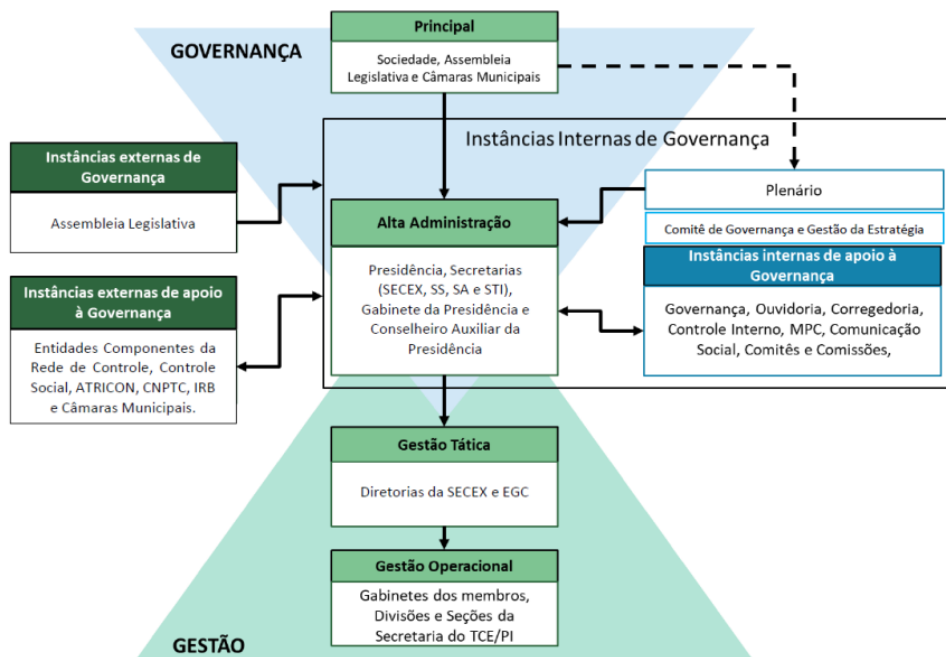 GOVERNANÇA
Principal
Sociedade, Assembleia
Legislativa e Câmaras Municipais
Instâncias Internas de Governança
Instâncias externas de
Governança
Assembleia Legislativa
Plenário
Comitê de Governança e Gestão da Estratégia
Alta Administração
Presidência, Secretarias
(SECEX, SS, SA e STI),
Gabinete da Presidência e
Conselheiro Auxiliar da
Presidência
Instâncias internas de apoio à
Governança
Governança, Ouvidoria, Corregedoria,
Controle Interno, MPC, Comunicação
Social, Comitês e Comissões,
Instâncias externas de apoio
à Governança
Entidades Componentes da
Rede de Controle, Controle
Social, ATRICON, CNPTC, IRB
e Câmaras Municipais.
Gestão Tática
Diretorias da SECEX e EGC
Gestão Operacional
Gabinetes dos membros,
Divisões e Seções da
Secretaria do TCE/PI
GESTÃO